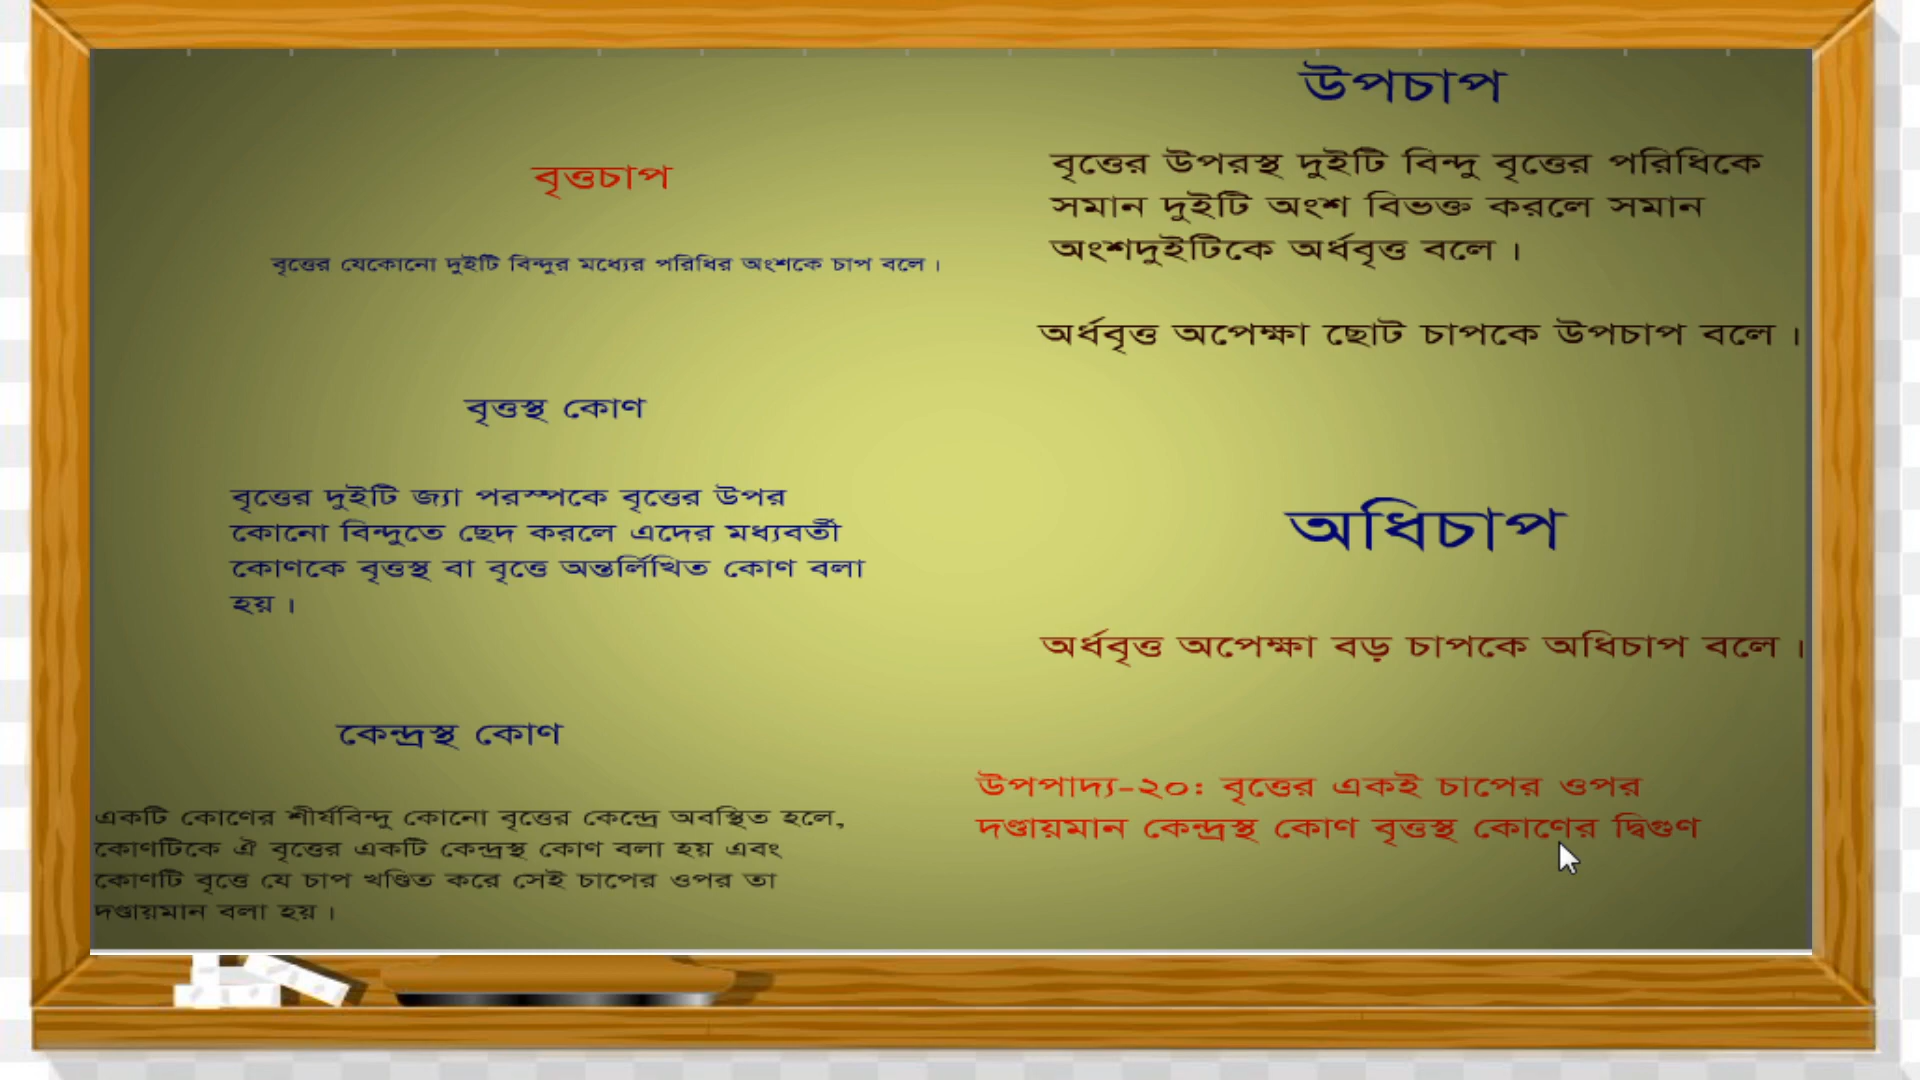 বৃত্তচাপ
বৃত্তের যেকোনো দুইটি বিন্দুর মধ্যের পরিধির অংশকে চাপ বলে ।
বৃত্তস্থ কোণ
বৃত্তের দুইটি জ্যা পরস্পকে বৃত্তের উপর
কোনো বিন্দুতে ছেদ করলে এদের মধ্যবর্তী
কোণকে বৃত্তস্থ বা বৃত্তে অন্তর্লিখিত কোণ বলা
হয় ।
কেন্দ্রস্থ কোণ
একটি কোণের শীর্ষবিন্দু কোনো বৃত্তের কেন্দ্রে অবস্থিত হলে,
কোণটিকে ঐ বৃত্তের একটি কেন্দ্রস্থ কোণ বলা হয় এবং
কোণটি বৃত্তে যে চাপ খণ্ডিত করে সেই চাপের ওপর তা
দণ্ডায়মান বলা হয় ।
উপচাপ
বৃত্তের উপরস্থ দুইটি বিন্দু বৃত্তের পরিধিকে
সমান দুইটি অংশ বিভক্ত করলে সমান
অংশদুইটিকে অর্ধবৃত্ত বলে ।
অর্ধবৃত্ত অপেক্ষা ছোট চাপকে উপচাপ বলে ।
অধিচাপ
অর্ধবৃত্ত অপেক্ষা বড় চাপকে অধিচাপ বলে ।
উপপাদ্য-২০: বৃত্তের একই চাপের ওপর
দণ্ডায়মান কেন্দ্রস্থ কোণ বৃত্তস্থ কোণের দ্বিগুণ